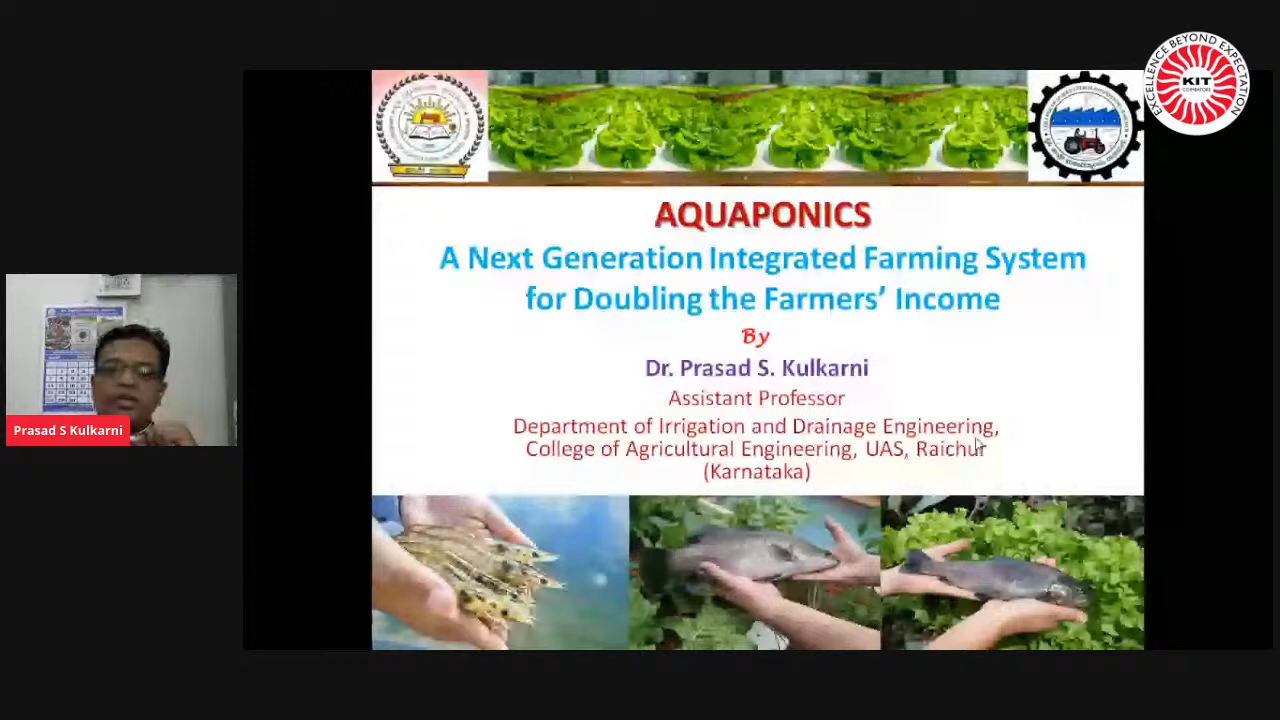 EXCELLENCE BEYOND EXPECTATION
KIT
COIMBATORE
AQUAPONICS
A Next Generation Integrated Farming System
for Doubling the Farmers’ Income
By
Dr. Prasad S. Kulkarni
Assistant Professor
Department of Irrigation and Drainage Engineering,
College of Agricultural Engineering, UAS, Raichur
(Karnataka)
Prasad S Kulkarni